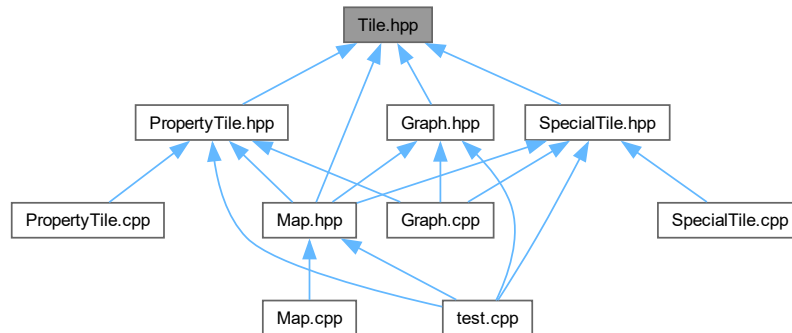 Tile.hpp
PropertyTile.hpp
Graph.hpp
SpecialTile.hpp
PropertyTile.cpp
Map.hpp
Graph.cpp
SpecialTile.cpp
Map.cpp
test.cpp